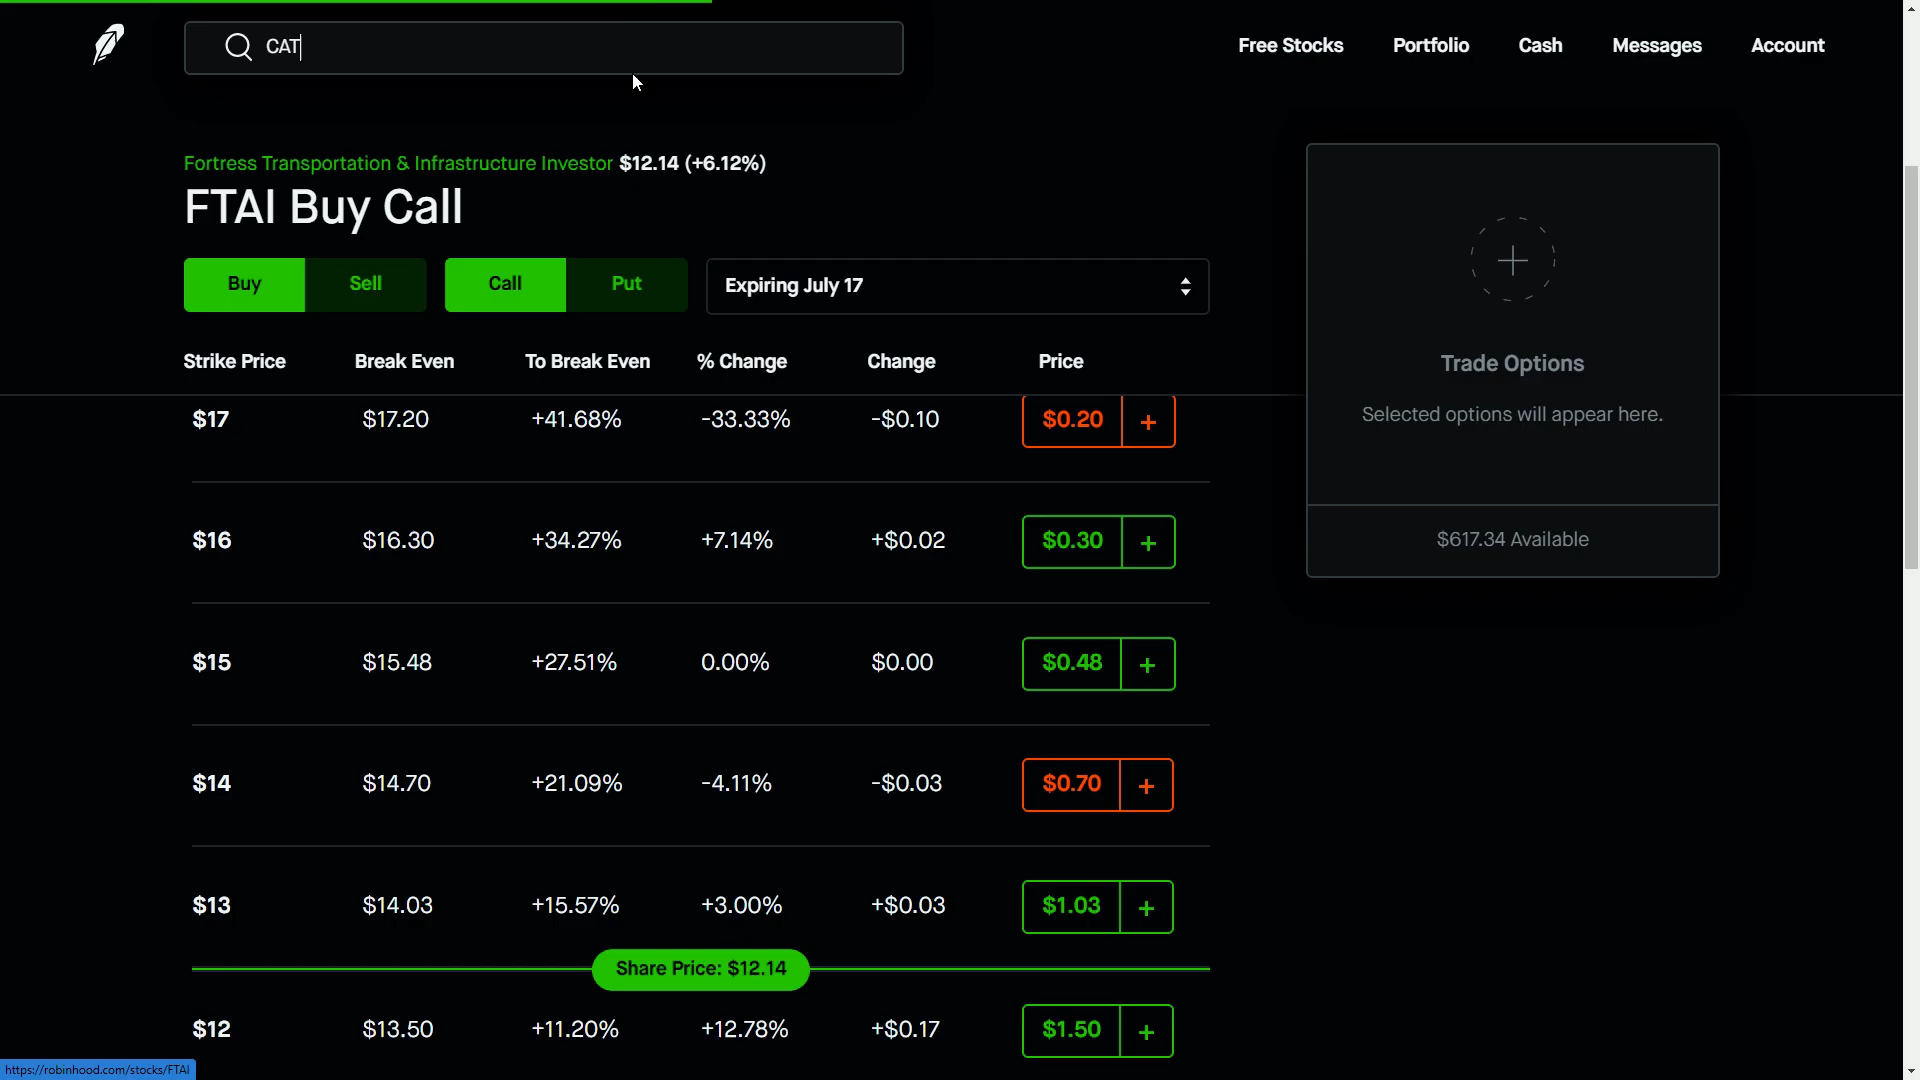 CAT
Free Stocks Portfolio Cash Messages Account
Fortress Transportation & Infrastructure Investor $12.14 (+6.12%)
FTAI Buy Call
Buy Sell Call Put Expiring July 17
Strike Price Break Even To Break Even % Change Change Price
$17 $17.20 +41.68% -33.33% -$0.10 $0.20 +
$16 $16.30 +34.27% +7.14% +$0.02 $0.30 +
$15 $15.48 +27.51% 0.00% $0.00 $0.48 +
$14 $14.70 +21.09% -4.11% -$0.03 $0.70 +
$13 $14.03 +15.57% +3.00% +$0.03 $1.03 +
Share Price: $12.14
$12 $13.50 +11.20% +12.78% +$0.17 $1.50 +
Trade Options
Selected options will appear here.
$617.34 Available
https://robinhood.com/stocks/FTAI